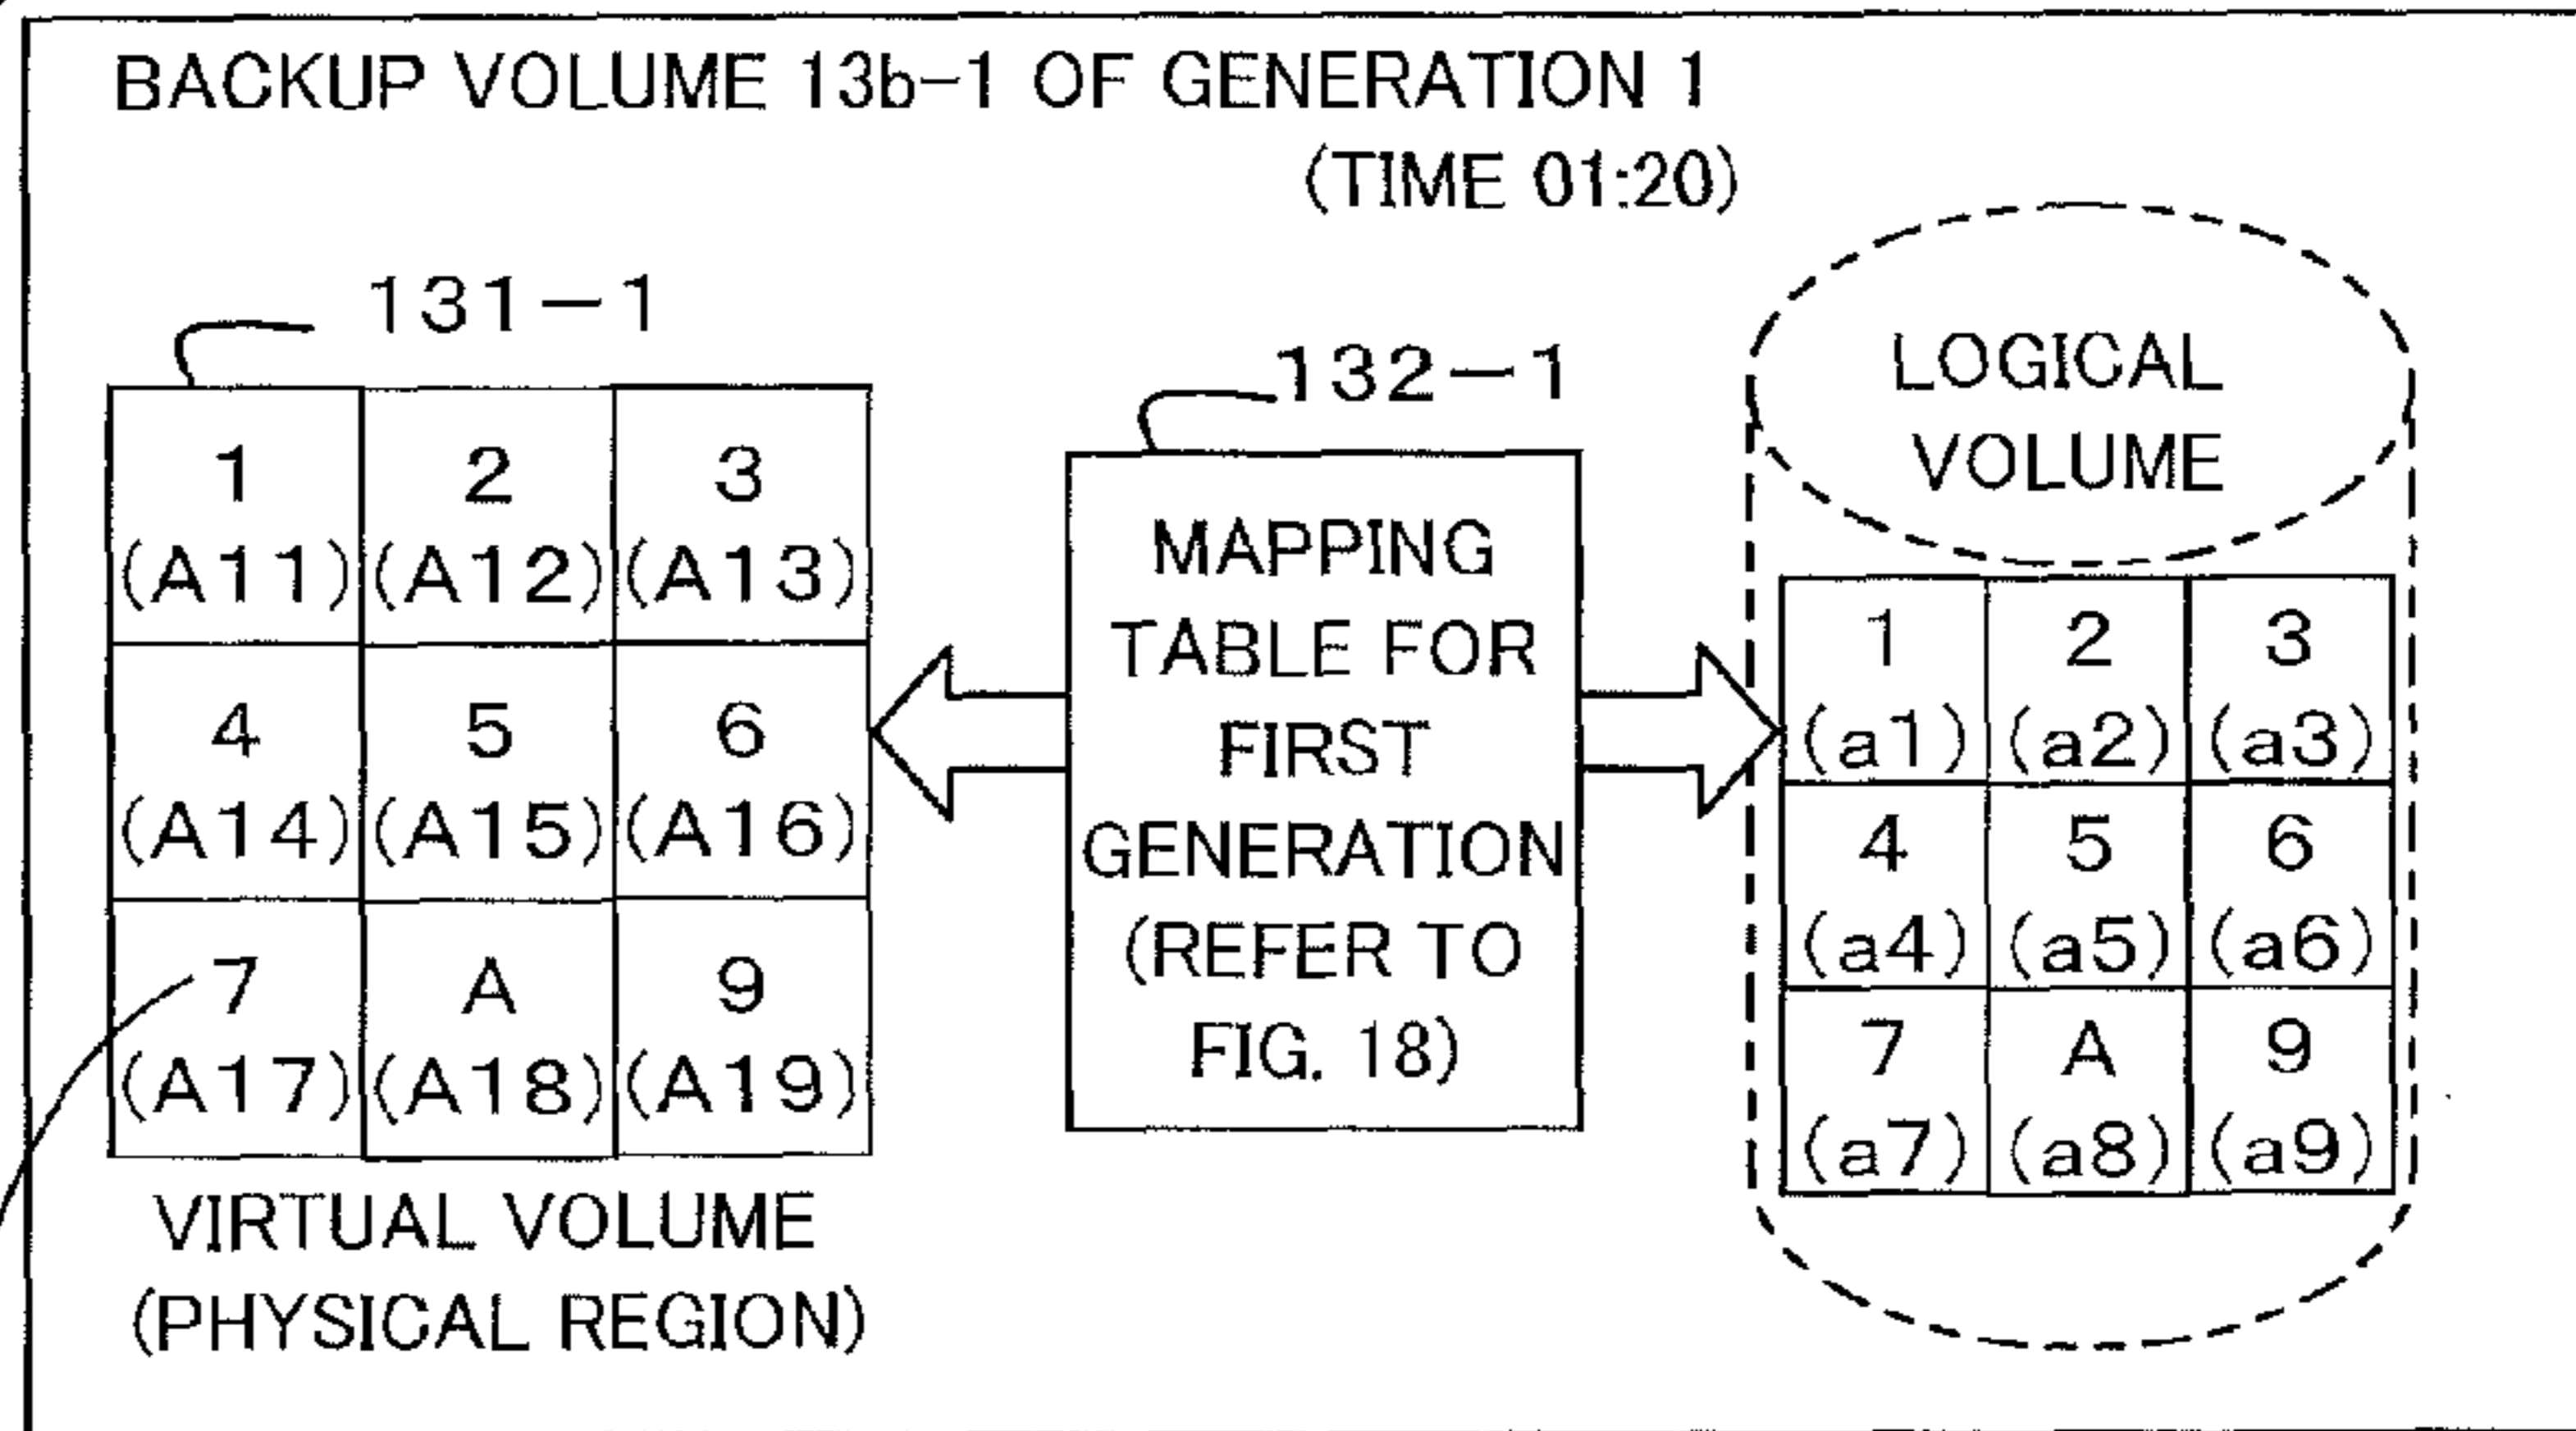 BACKUP VOLUME 13b-1 OF GENERATION 1
(TIME 01:20)
131-1
1 2 3
(A11) (A12) (A13)
4 5 6
(A14) (A15) (A16)
7 A 9
(A17) (A18) (A19)
VIRTUAL VOLUME
(PHYSICAL REGION)
132-1
MAPPING
TABLE FOR
FIRST
GENERATION
(REFER TO
FIG. 18)
LOGICAL
VOLUME
1 2 3
(a1) (a2) (a3)
4 5 6
(a4) (a5) (a6)
7 A 9
(a7) (a8) (a9)